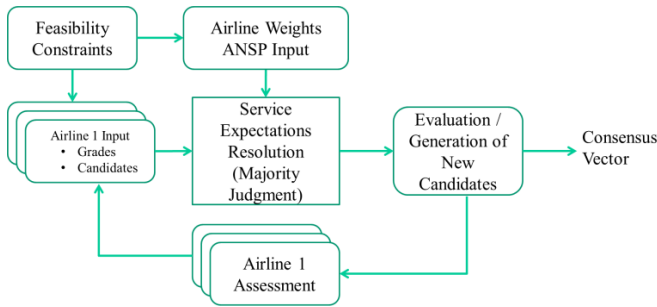 Feasibility
Constraints
Airline Weights
ANSP Input
Airline 1 Input
• Grades
• Candidates
Service
Expectations
Resolution
(Majority
Judgment)
Evaluation /
Generation of
New
Candidates
Consensus
Vector
Airline 1
Assessment